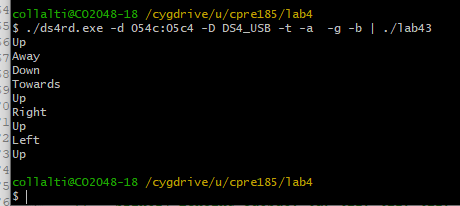 collalti@CO2048-18 /cygdrive/u/cpre185/lab4
$ ./ds4rd.exe -d 054c:05c4 -D DS4_USB -t -a  -g -b | ./lab43
Up
Away
Down
Towards
Up
Right
Up
Left
Up
collalti@CO2048-18 /cygdrive/u/cpre185/lab4
$